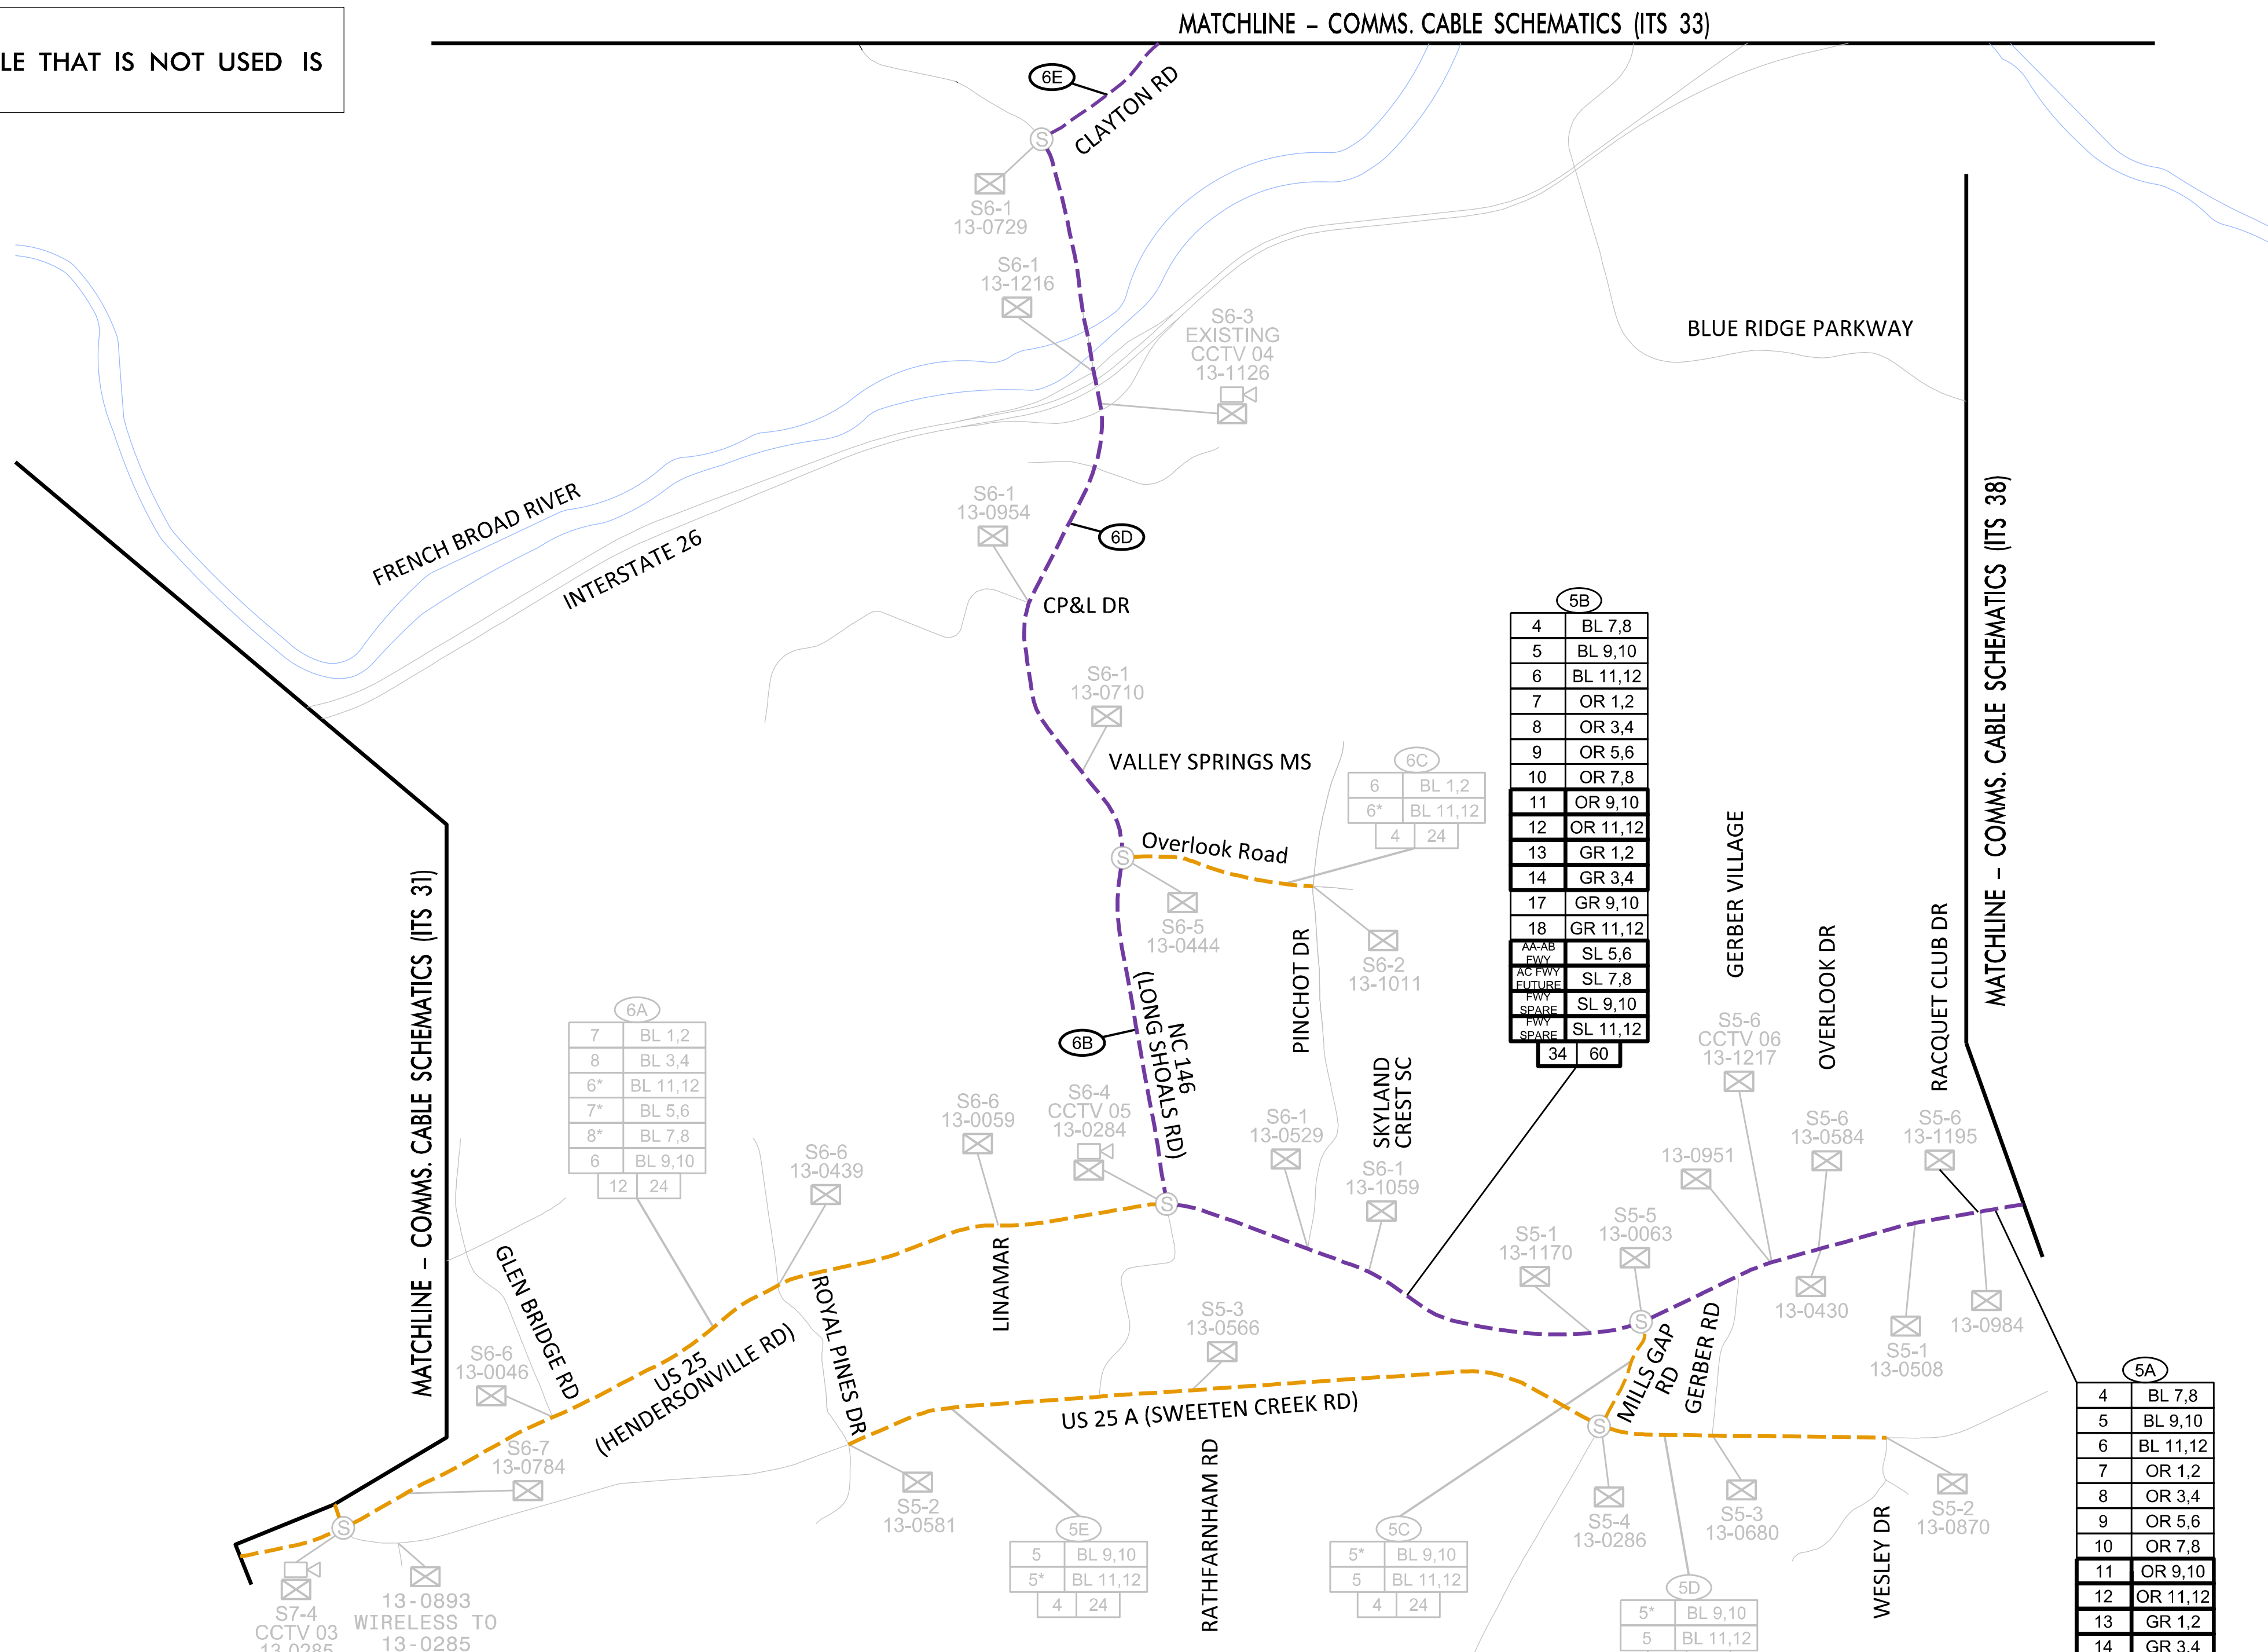 MATCHLINE – COMMS. CABLE SCHEMATICS (ITS 33)
LE THAT IS NOT USED IS
6E
CLAYTON RD
S
S6-1
13-0729
S6-1
13-1216
S6-3
EXISTING
CCTV 04
13-1126
BLUE RIDGE PARKWAY
FRENCH BROAD RIVER
INTERSTATE 26
S6-1
13-0954
6D
CP&L DR
MATCHLINE – COMMS. CABLE SCHEMATICS (ITS 38)
S6-1
13-0710
VALLEY SPRINGS MS
6C
6 BL 1,2
6* BL 11,12
4 24
5B
4 BL 7,8
5 BL 9,10
6 BL 11,12
7 OR 1,2
8 OR 3,4
9 OR 5,6
10 OR 7,8
11 OR 9,10
12 OR 11,12
13 GR 1,2
14 GR 3,4
17 GR 9,10
18 GR 11,12
AA-AB
FWY SL 5,6
AC FWY
FUTURE SL 7,8
FWY
SPARE SL 9,10
FWY
SPARE SL 11,12
34 60
S
Overlook Road
S6-5
13-0444
PINCHOT DR
S6-2
13-1011
MATCHLINE – COMMS. CABLE SCHEMATICS (ITS 31)
6A
7 BL 1,2
8 BL 3,4
6* BL 11,12
7* BL 5,6
8* BL 7,8
6 BL 9,10
12 24
6B
NC 146
(LONG SHOALS RD)
SKYLAND
CREST SC
GERBER VILLAGE
OVERLOOK DR
RACQUET CLUB DR
S5-6
CCTV 06
13-1217
S6-6
13-0439
S6-6
13-0059
S6-4
CCTV 05
13-0284
S6-1
13-0529
S6-1
13-1059
13-0951
S5-6
13-0584
S5-6
13-1195
S
GLEN BRIDGE RD
ROYAL PINES DR
LINAMAR
S5-1
13-1170
S5-5
13-0063
S
13-0430
S5-1
13-0508
13-0984
S6-6
13-0046
US 25
(HENDERSONVILLE RD)
S5-3
13-0566
US 25 A (SWEETEN CREEK RD)
MILLS GAP
RD
GERBER RD
S
S6-7
13-0784
S5-2
13-0581
RATHFARNHAM RD
S5-4
13-0286
S5-3
13-0680
WESLEY DR
S5-2
13-0870
5A
4 BL 7,8
5 BL 9,10
6 BL 11,12
7 OR 1,2
8 OR 3,4
9 OR 5,6
10 OR 7,8
11 OR 9,10
12 OR 11,12
13 GR 1,2
14 GR 3,4
S
S7-4
CCTV 03
13-0285
13-0893
WIRELESS TO
13-0285
5E
5 BL 9,10
5* BL 11,12
4 24
5C
5* BL 9,10
5 BL 11,12
4 24
5D
5* BL 9,10
5 BL 11,12